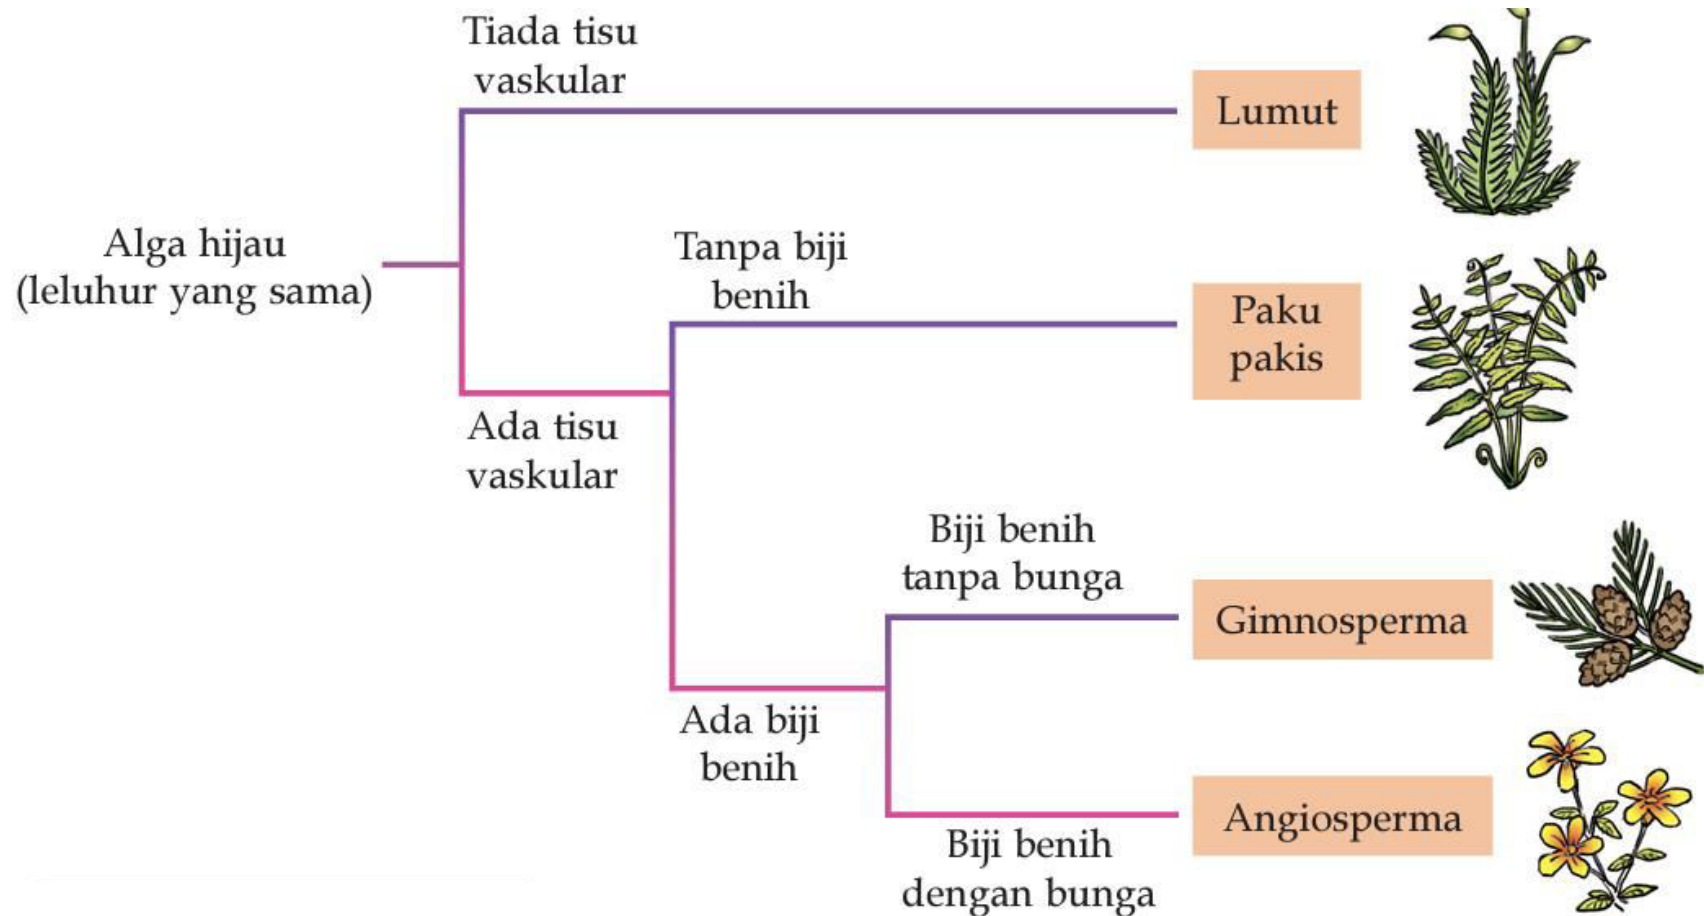 Tiada tisu
vaskular
Lumut
Alga hijau
(leluhur yang sama)
Tanpa biji
benih
Paku
pakis
Ada tisu
vaskular
Biji benih
tanpa bunga
Gimnosperma
Ada biji
benih
Angiosperma
Biji benih
dengan bunga